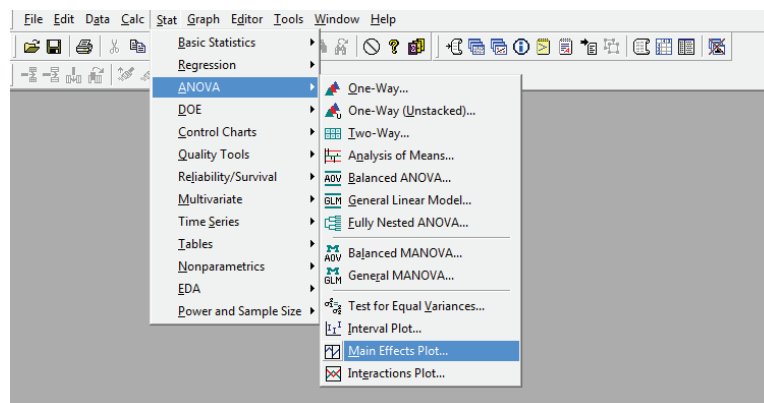 File Edit Data Calc Stat Graph Editor Tools Window Help
Basic Statistics
Regression
ANOVA
DOE
Control Charts
Quality Tools
Reliability/Survival
Multivariate
Time Series
Tables
Nonparametrics
EDA
Power and Sample Size
One-Way...
One-Way (Unstacked)...
Two-Way...
Analysis of Means...
AOV Balanced ANOVA...
GLM General Linear Model...
Fully Nested ANOVA...
M AOV Balanced MANOVA...
M GLM General MANOVA...
Test for Equal Variances...
Interval Plot...
Main Effects Plot...
Interactions Plot...